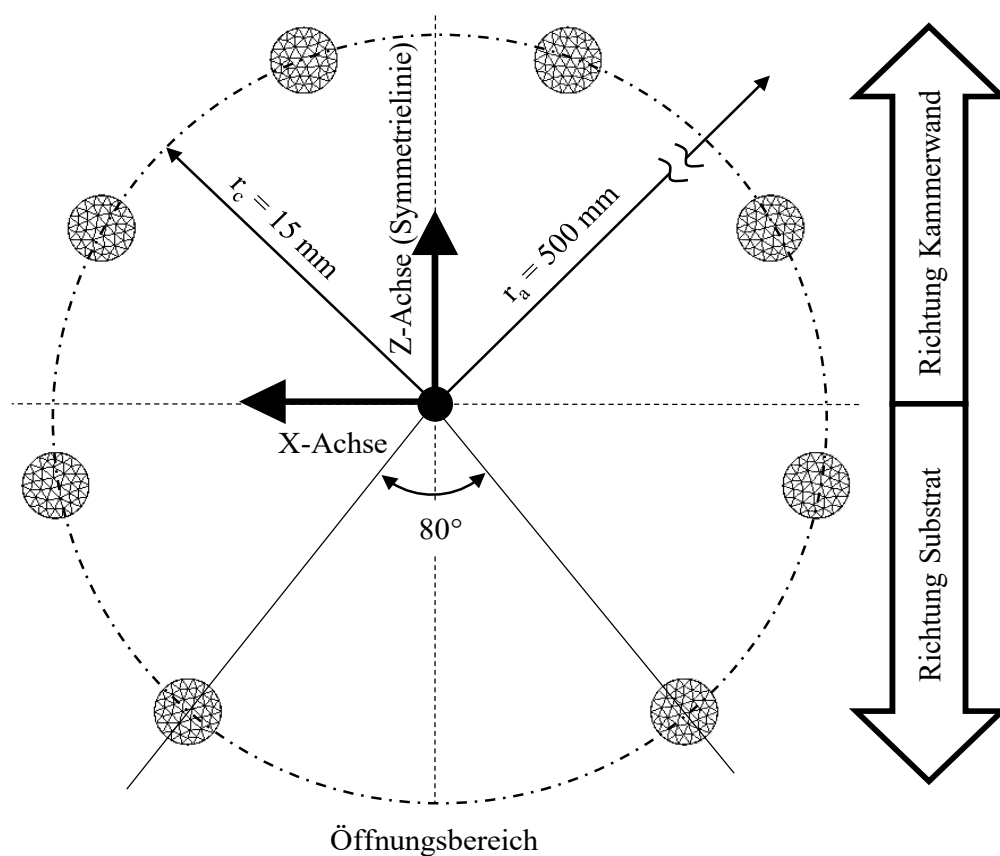 Z-Achse (Symmetrielinie)
r_c = 15 mm
r_a = 500 mm
Richtung Kammerwand
X-Achse
80°
Richtung Substrat
Öffnungsbereich